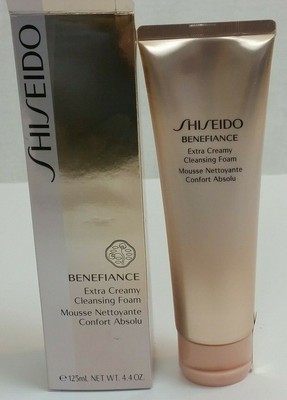 SHISEIDO
BENEFIANCE
Extra Creamy
Cleansing Foam
Mousse Nettoyante
Confort Absolu
℮125mL NET WT. 4.4 OZ.
SHISEIDO
BENEFIANCE
Extra Creamy
Cleansing Foam
Mousse Nettoyante
Confort Absolu